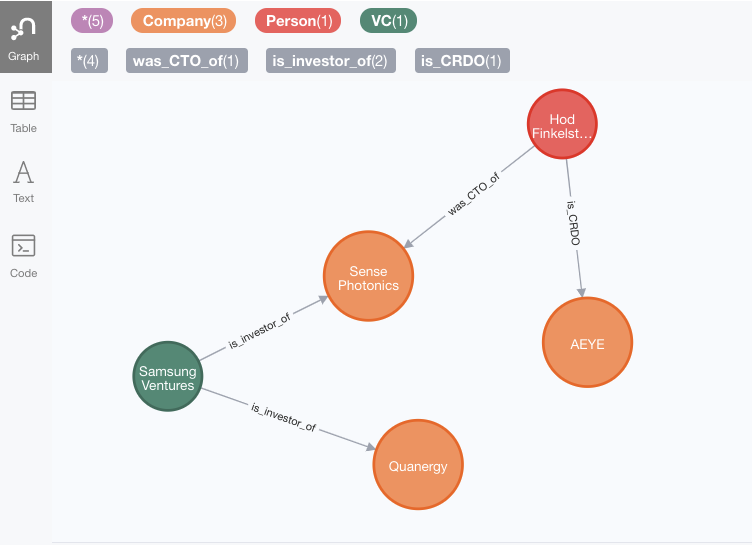 *(5) Company(3) Person(1) VC(1)
Graph
*(4) was_CTO_of(1) is_investor_of(2) is_CRDO(1)
Table
Text
Code
Hod
Finkelst…
was_CTO_of
is_CRDO
Sense
Photonics
is_investor_of
AEYE
Samsung
Ventures
is_investor_of
Quanergy